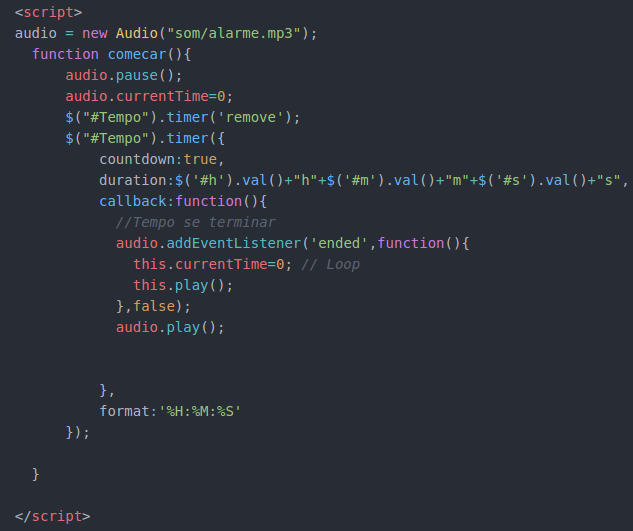 <script>
audio = new Audio("som/alarme.mp3");
function comecar(){
audio.pause();
audio.currentTime=0;
$("#Tempo").timer('remove');
$("#Tempo").timer({
countdown:true,
duration:$('#h').val()+"h"+$('#m').val()+"m"+$('#s').val()+"s",
callback:function(){
//Tempo se terminar
audio.addEventListener('ended',function(){
this.currentTime=0; // Loop
this.play();
},false);
audio.play();
},
format:'%H:%M:%S'
});
}
</script>